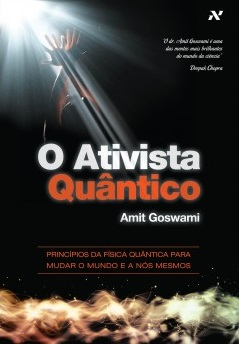 "O dr. Amit Goswami é uma
das mentes mais brilhantes
do mundo da ciência"
Deepak Chopra
O Ativista
Quântico
Amit Goswami
PRINCÍPIOS DA FÍSICA QUÂNTICA PARA
MUDAR O MUNDO E A NÓS MESMOS